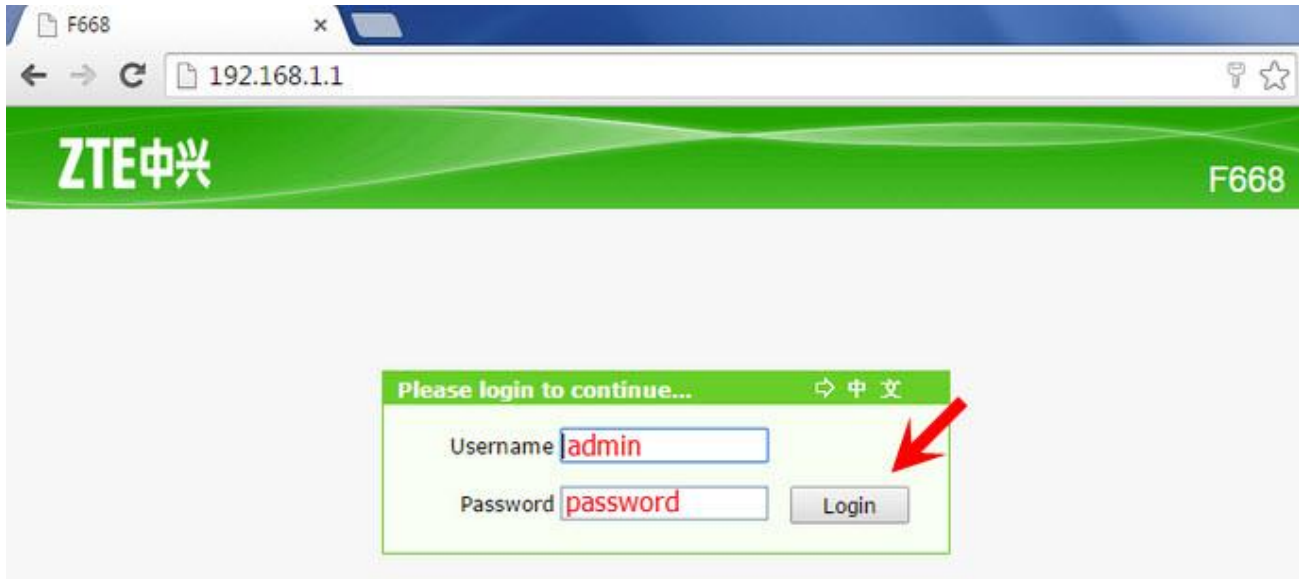 F668
192.168.1.1
ZTE中兴
F668
Please login to continue... 中 文
Username admin
Password password Login